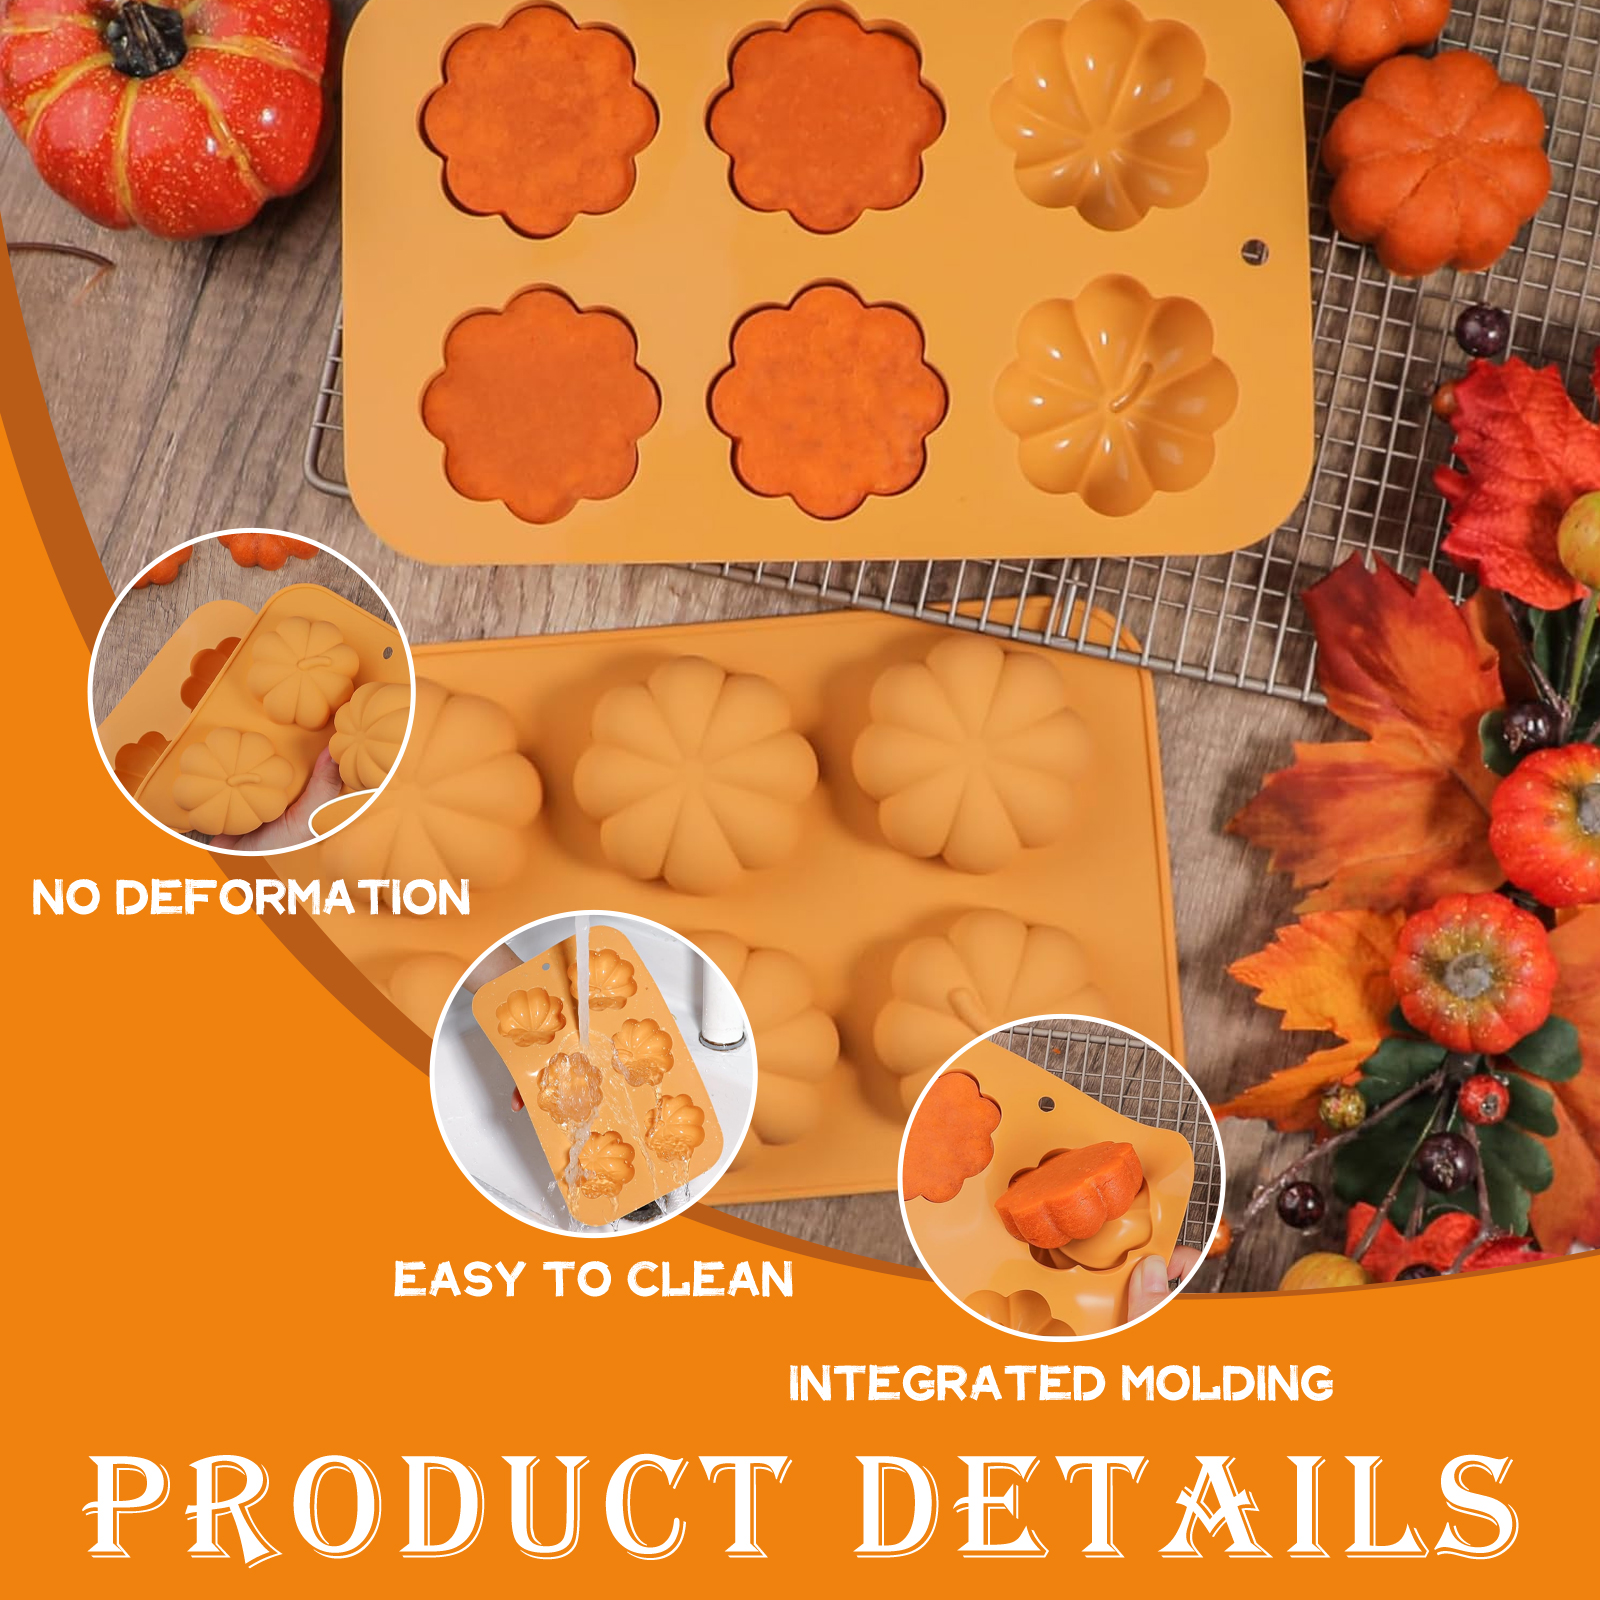 NO DEFORMATION
EASY TO CLEAN
INTEGRATED MOLDING
PRODUCT DETAILS